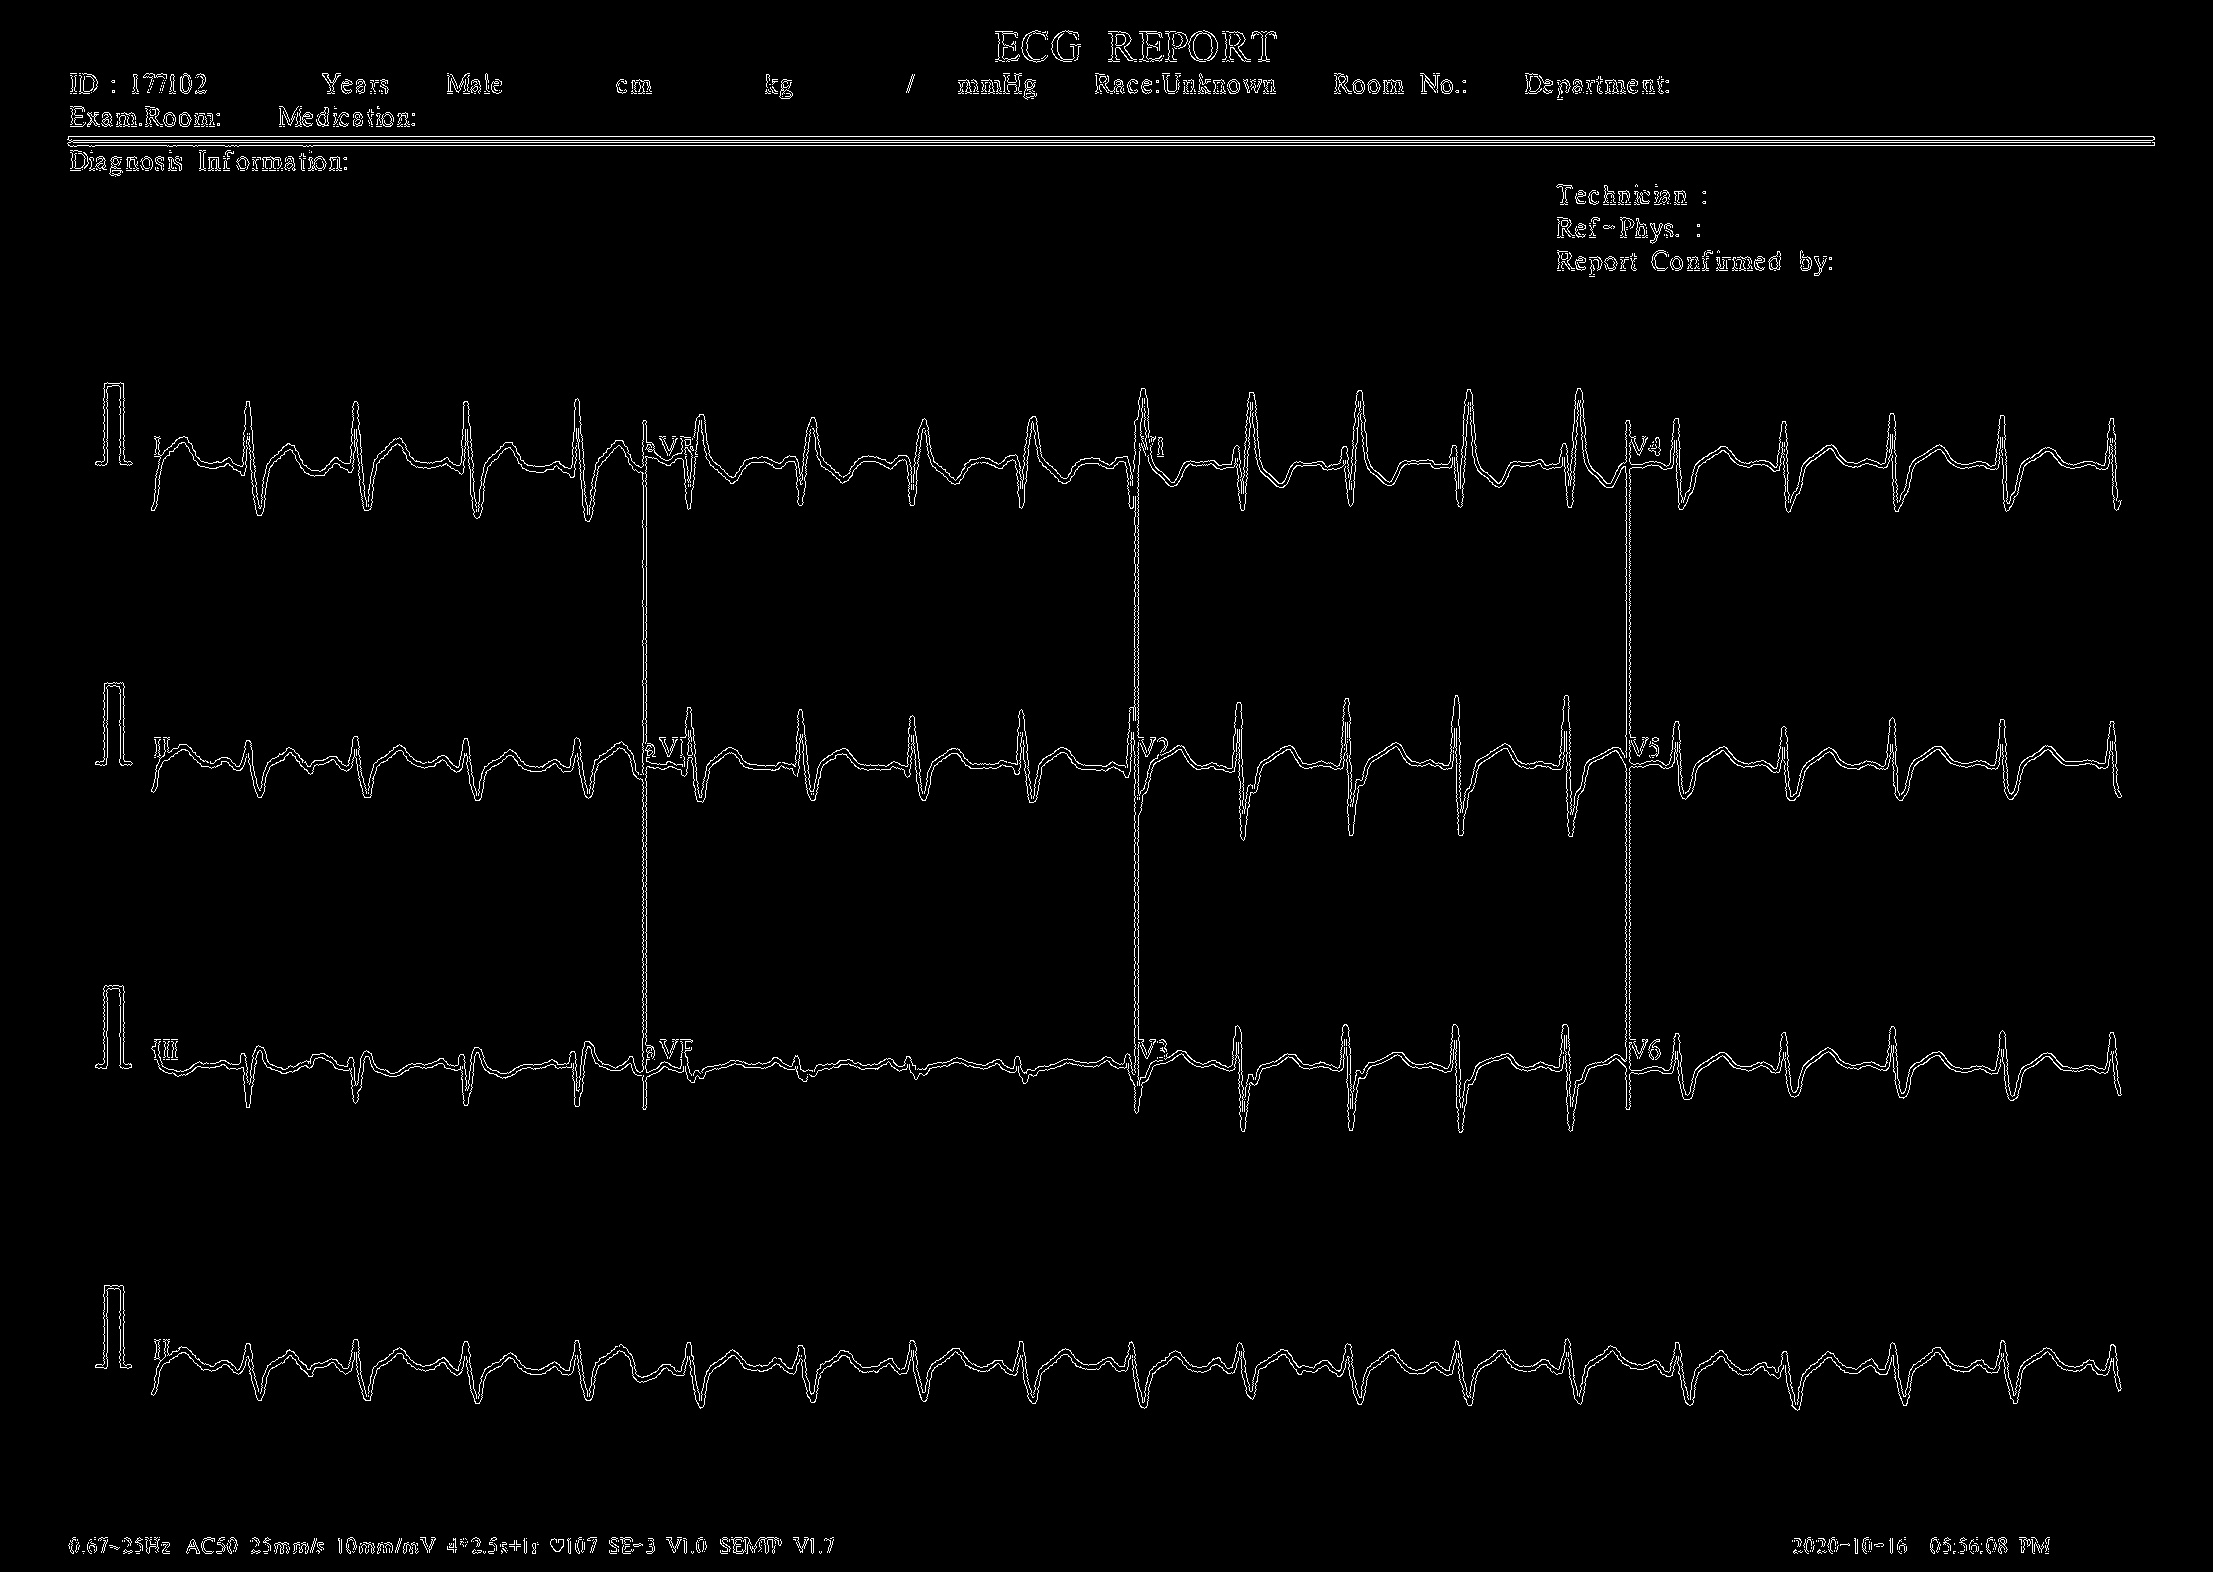 ECG REPORT
ID : 177102 Years Male cm kg / mmHg Race:Unknown Room No.: Department:
Exam.Room: Medication:
Diagnosis Information:
Technician :
Ref-Phys. :
Report Confirmed by:
I aVR V1 V4
II aVL V2 V5
III aVF V3 V6
II
0.67~25Hz AC50 25mm/s 10mm/mV 4*2.5s+1r ♡107 SE-3 V1.0 SEMIP V1.7 2020-10-16 05:56:08 PM